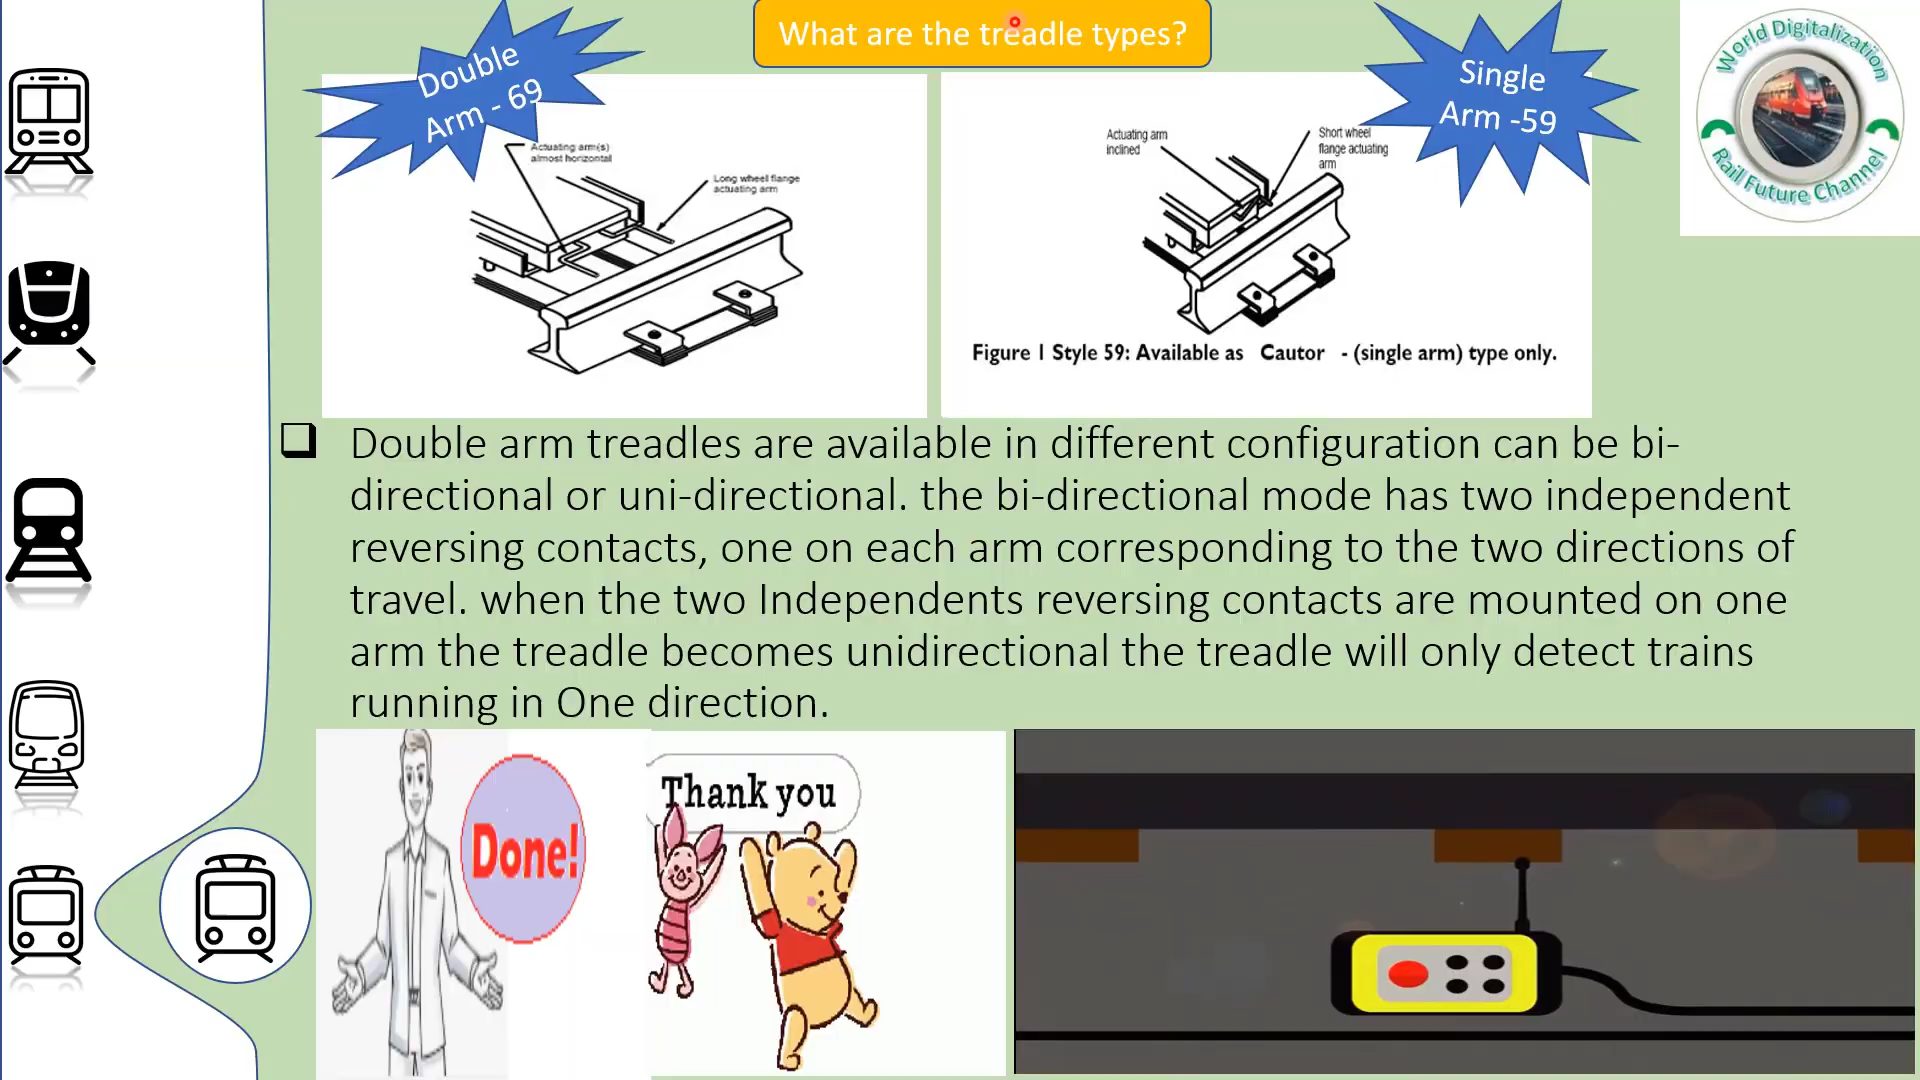 What are the treadle types?
Double
Arm - 69
Single
Arm -59
World Digitalization
Rail Future Channel
Actuating arm(s)
almost horizontal
Long wheel flange
actuating arm
Actuating arm
inclined
Short wheel
flange actuating
arm
Figure 1 Style 59: Available as Cautor - (single arm) type only.
❑ Double arm treadles are available in different configuration can be bi-
directional or uni-directional. the bi-directional mode has two independent
reversing contacts, one on each arm corresponding to the two directions of
travel. when the two Independents reversing contacts are mounted on one
arm the treadle becomes unidirectional the treadle will only detect trains
running in One direction.
Done!
Thank you